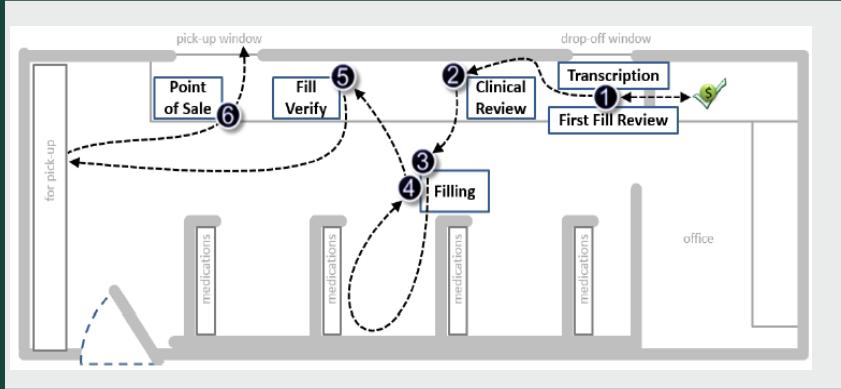 pick-up window
drop-off window
Point
of Sale
6
Fill
Verify
5
2
Clinical
Review
Transcription
1
$
First Fill Review
for pick-up
3
4
Filling
medications
medications
medications
medications
office